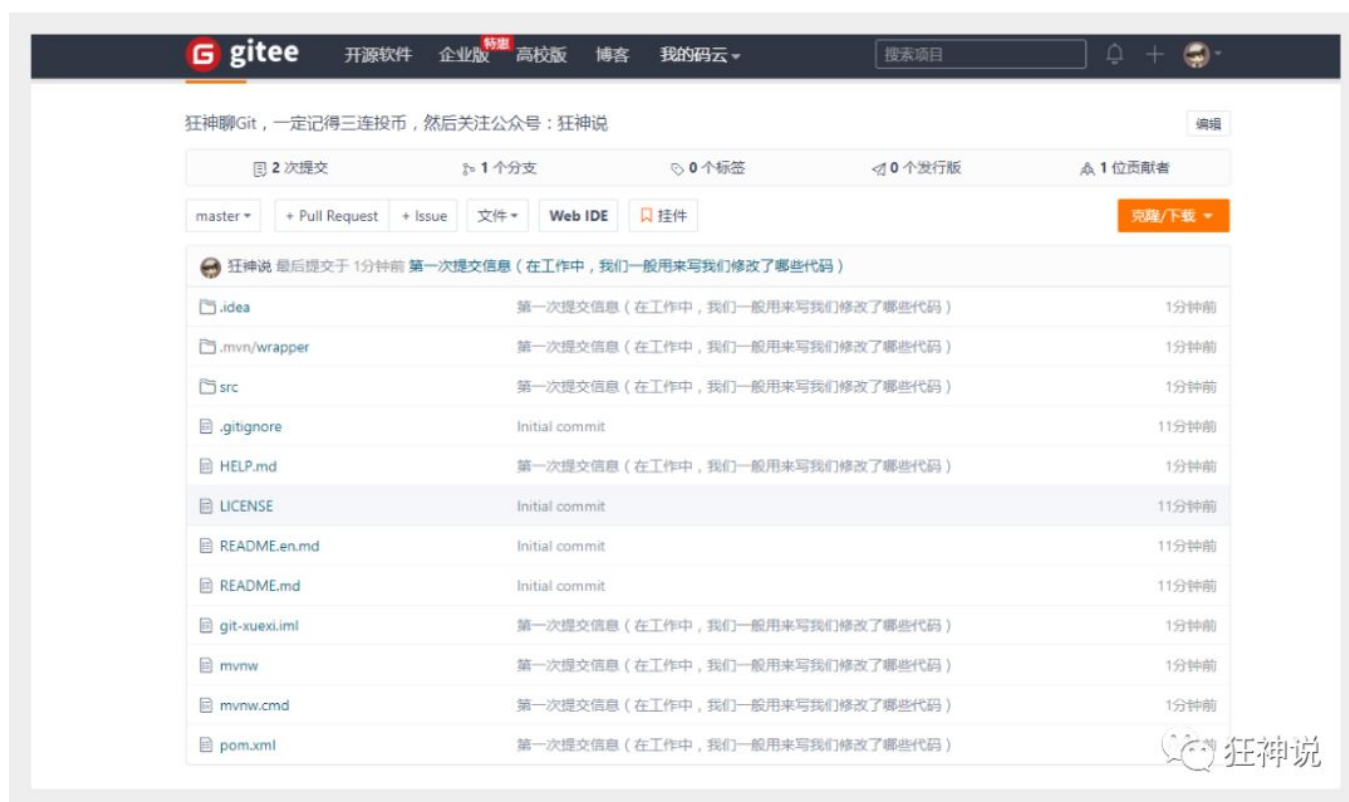 gitee 开源软件 企业版 特惠 高校版 博客 我的码云 搜索项目
狂神聊Git，一定记得三连投币，然后关注公众号：狂神说 编辑
2 次提交 1 个分支 0 个标签 0 个发行版 1 位贡献者
master + Pull Request + Issue 文件 Web IDE 挂件 克隆/下载
狂神说 最后提交于 1分钟前 第一次提交信息（在工作中，我们一般用来写我们修改了哪些代码）
.idea 第一次提交信息（在工作中，我们一般用来写我们修改了哪些代码） 1分钟前
.mvn/wrapper 第一次提交信息（在工作中，我们一般用来写我们修改了哪些代码） 1分钟前
src 第一次提交信息（在工作中，我们一般用来写我们修改了哪些代码） 1分钟前
.gitignore Initial commit 11分钟前
HELP.md 第一次提交信息（在工作中，我们一般用来写我们修改了哪些代码） 1分钟前
LICENSE Initial commit 11分钟前
README.en.md Initial commit 11分钟前
README.md Initial commit 11分钟前
git-xuexi.iml 第一次提交信息（在工作中，我们一般用来写我们修改了哪些代码） 1分钟前
mvnw 第一次提交信息（在工作中，我们一般用来写我们修改了哪些代码） 1分钟前
mvnw.cmd 第一次提交信息（在工作中，我们一般用来写我们修改了哪些代码） 1分钟前
pom.xml 第一次提交信息（在工作中，我们一般用来写我们修改了哪些代码） 前
狂神说